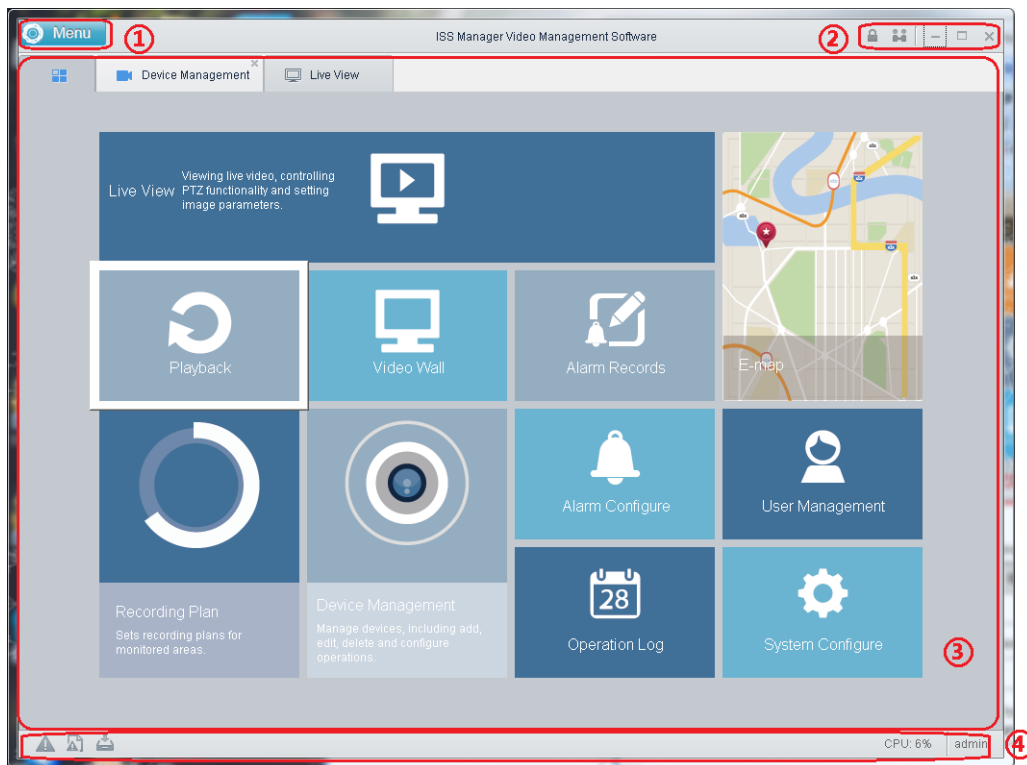 Menu
①
ISS Manager Video Management Software
②
Device Management
Live View
Live View
Viewing live video, controlling
PTZ functionality and setting
image parameters.
Playback
Video Wall
Alarm Records
E-map
Recording Plan
Sets recording plans for
monitored areas.
Device Management
Manage devices, including add,
edit, delete and configure
operations.
Alarm Configure
User Management
28
Operation Log
System Configure
③
CPU: 6%
admin
④